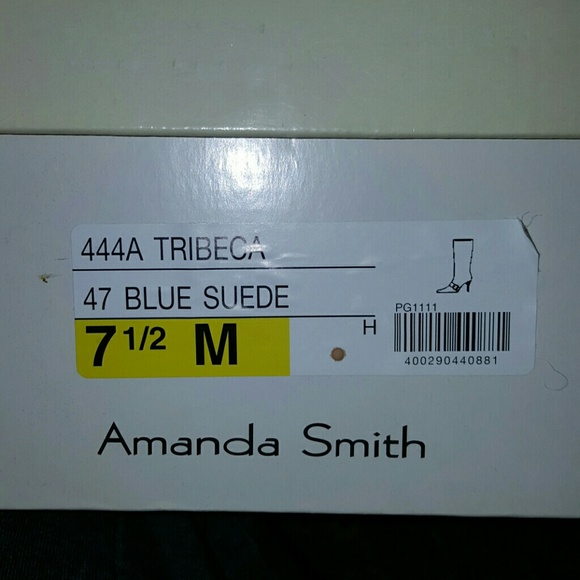 444A TRIBECA
47 BLUE SUEDE
7 1/2 M
H
PG1111
400290440881
Amanda Smith